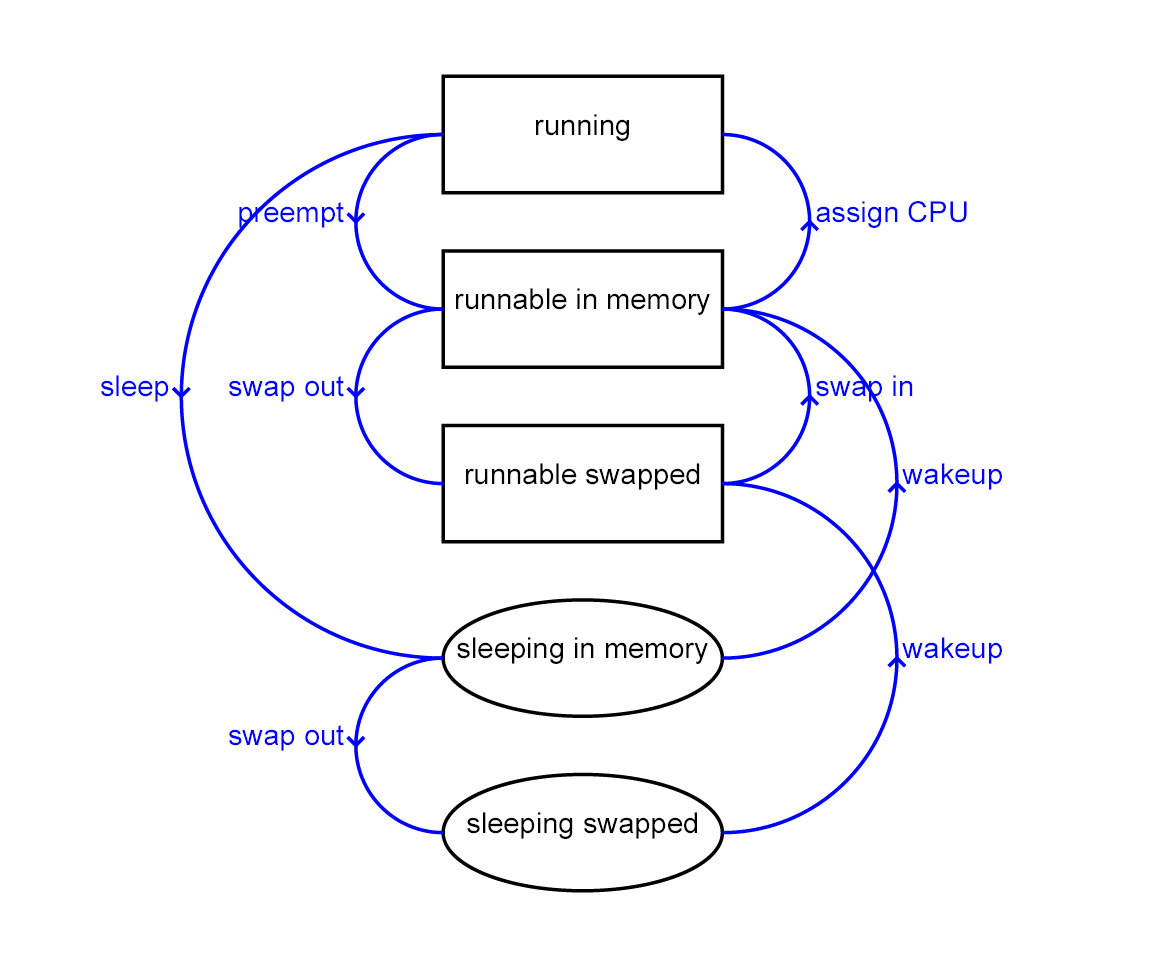 running
preempt
assign CPU
runnable in memory
sleep
swap out
swap in
runnable swapped
wakeup
sleeping in memory
wakeup
swap out
sleeping swapped